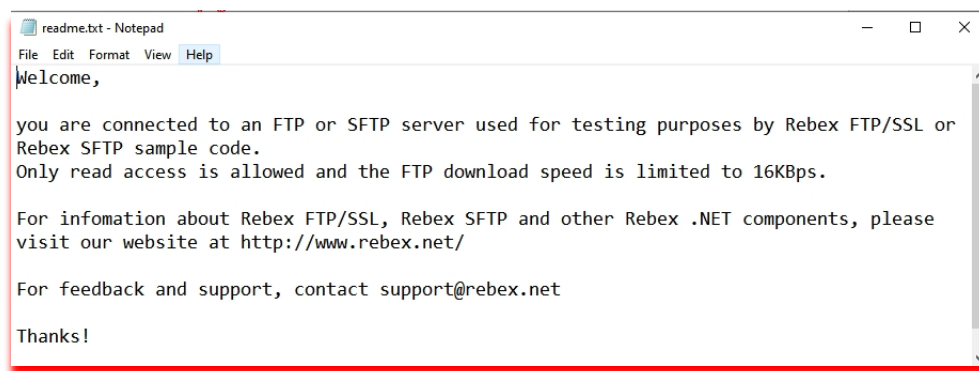 readme.txt - Notepad
File Edit Format View Help
Welcome,
you are connected to an FTP or SFTP server used for testing purposes by Rebex FTP/SSL or
Rebex SFTP sample code.
Only read access is allowed and the FTP download speed is limited to 16KBps.
For infomation about Rebex FTP/SSL, Rebex SFTP and other Rebex .NET components, please
visit our website at http://www.rebex.net/
For feedback and support, contact support@rebex.net
Thanks!